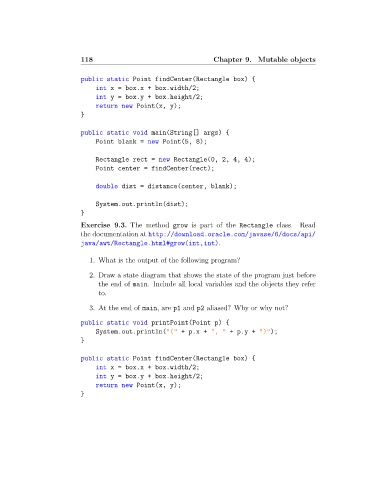 118 Chapter 9. Mutable objects
public static Point findCenter(Rectangle box) {
int x = box.x + box.width/2;
int y = box.y + box.height/2;
return new Point(x, y);
}
public static void main(String[] args) {
Point blank = new Point(5, 8);
Rectangle rect = new Rectangle(0, 2, 4, 4);
Point center = findCenter(rect);
double dist = distance(center, blank);
System.out.println(dist);
}
Exercise 9.3. The method grow is part of the Rectangle class. Read
the documentation at http://download.oracle.com/javase/6/docs/api/
java/awt/Rectangle.html#grow(int,int).
1. What is the output of the following program?
2. Draw a state diagram that shows the state of the program just before
the end of main. Include all local variables and the objects they refer
to.
3. At the end of main, are p1 and p2 aliased? Why or why not?
public static void printPoint(Point p) {
System.out.println("(" + p.x + ", " + p.y + ")");
}
public static Point findCenter(Rectangle box) {
int x = box.x + box.width/2;
int y = box.y + box.height/2;
return new Point(x, y);
}